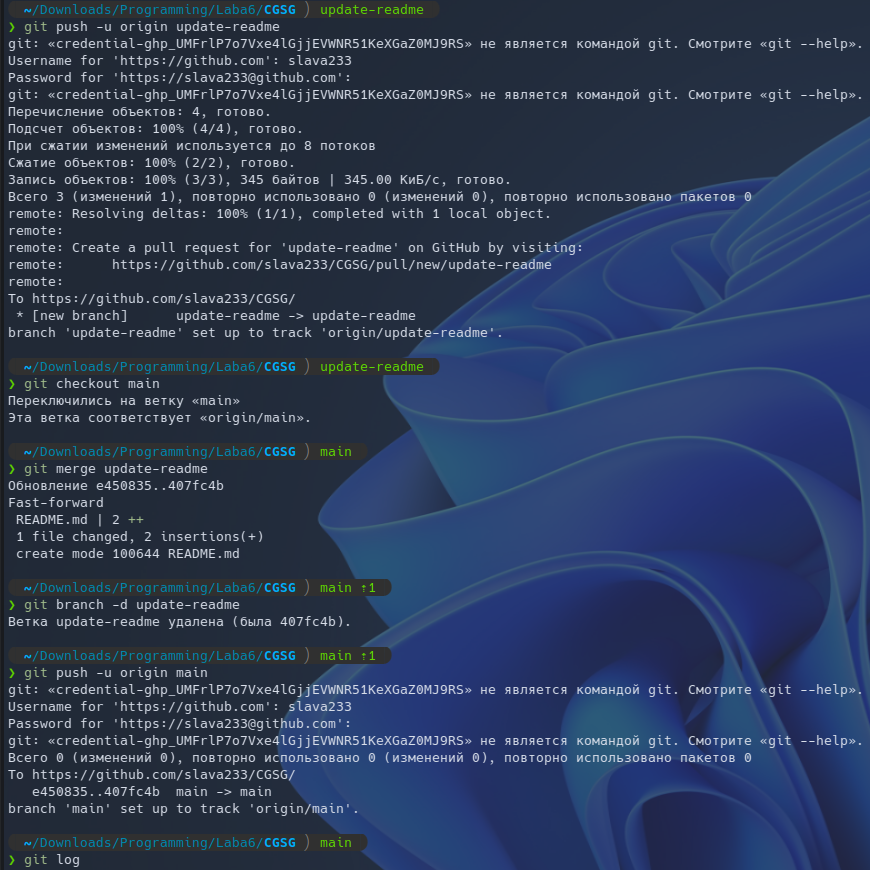 ~/Downloads/Programming/Laba6/CGSG ) update-readme
❯ git push -u origin update-readme
git: «credential-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» не является командой git. Смотрите «git --help».
Username for 'https://github.com': slava233
Password for 'https://slava233@github.com':
git: «credential-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» не является командой git. Смотрите «git --help».
Перечисление объектов: 4, готово.
Подсчет объектов: 100% (4/4), готово.
При сжатии изменений используется до 8 потоков
Сжатие объектов: 100% (2/2), готово.
Запись объектов: 100% (3/3), 345 байтов | 345.00 КиБ/с, готово.
Всего 3 (изменений 1), повторно использовано 0 (изменений 0), повторно использовано пакетов 0
remote: Resolving deltas: 100% (1/1), completed with 1 local object.
remote:
remote: Create a pull request for 'update-readme' on GitHub by visiting:
remote:      https://github.com/slava233/CGSG/pull/new/update-readme
remote:
To https://github.com/slava233/CGSG/
 * [new branch]      update-readme -> update-readme
branch 'update-readme' set up to track 'origin/update-readme'.
~/Downloads/Programming/Laba6/CGSG ) update-readme
❯ git checkout main
Переключились на ветку «main»
Эта ветка соответствует «origin/main».
~/Downloads/Programming/Laba6/CGSG ) main
❯ git merge update-readme
Обновление e450835..407fc4b
Fast-forward
 README.md | 2 ++
 1 file changed, 2 insertions(+)
 create mode 100644 README.md
~/Downloads/Programming/Laba6/CGSG ) main ⇡1
❯ git branch -d update-readme
Ветка update-readme удалена (была 407fc4b).
~/Downloads/Programming/Laba6/CGSG ) main ⇡1
❯ git push -u origin main
git: «credential-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» не является командой git. Смотрите «git --help».
Username for 'https://github.com': slava233
Password for 'https://slava233@github.com':
git: «credential-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» не является командой git. Смотрите «git --help».
Всего 0 (изменений 0), повторно использовано 0 (изменений 0), повторно использовано пакетов 0
To https://github.com/slava233/CGSG/
   e450835..407fc4b  main -> main
branch 'main' set up to track 'origin/main'.
~/Downloads/Programming/Laba6/CGSG ) main
❯ git log